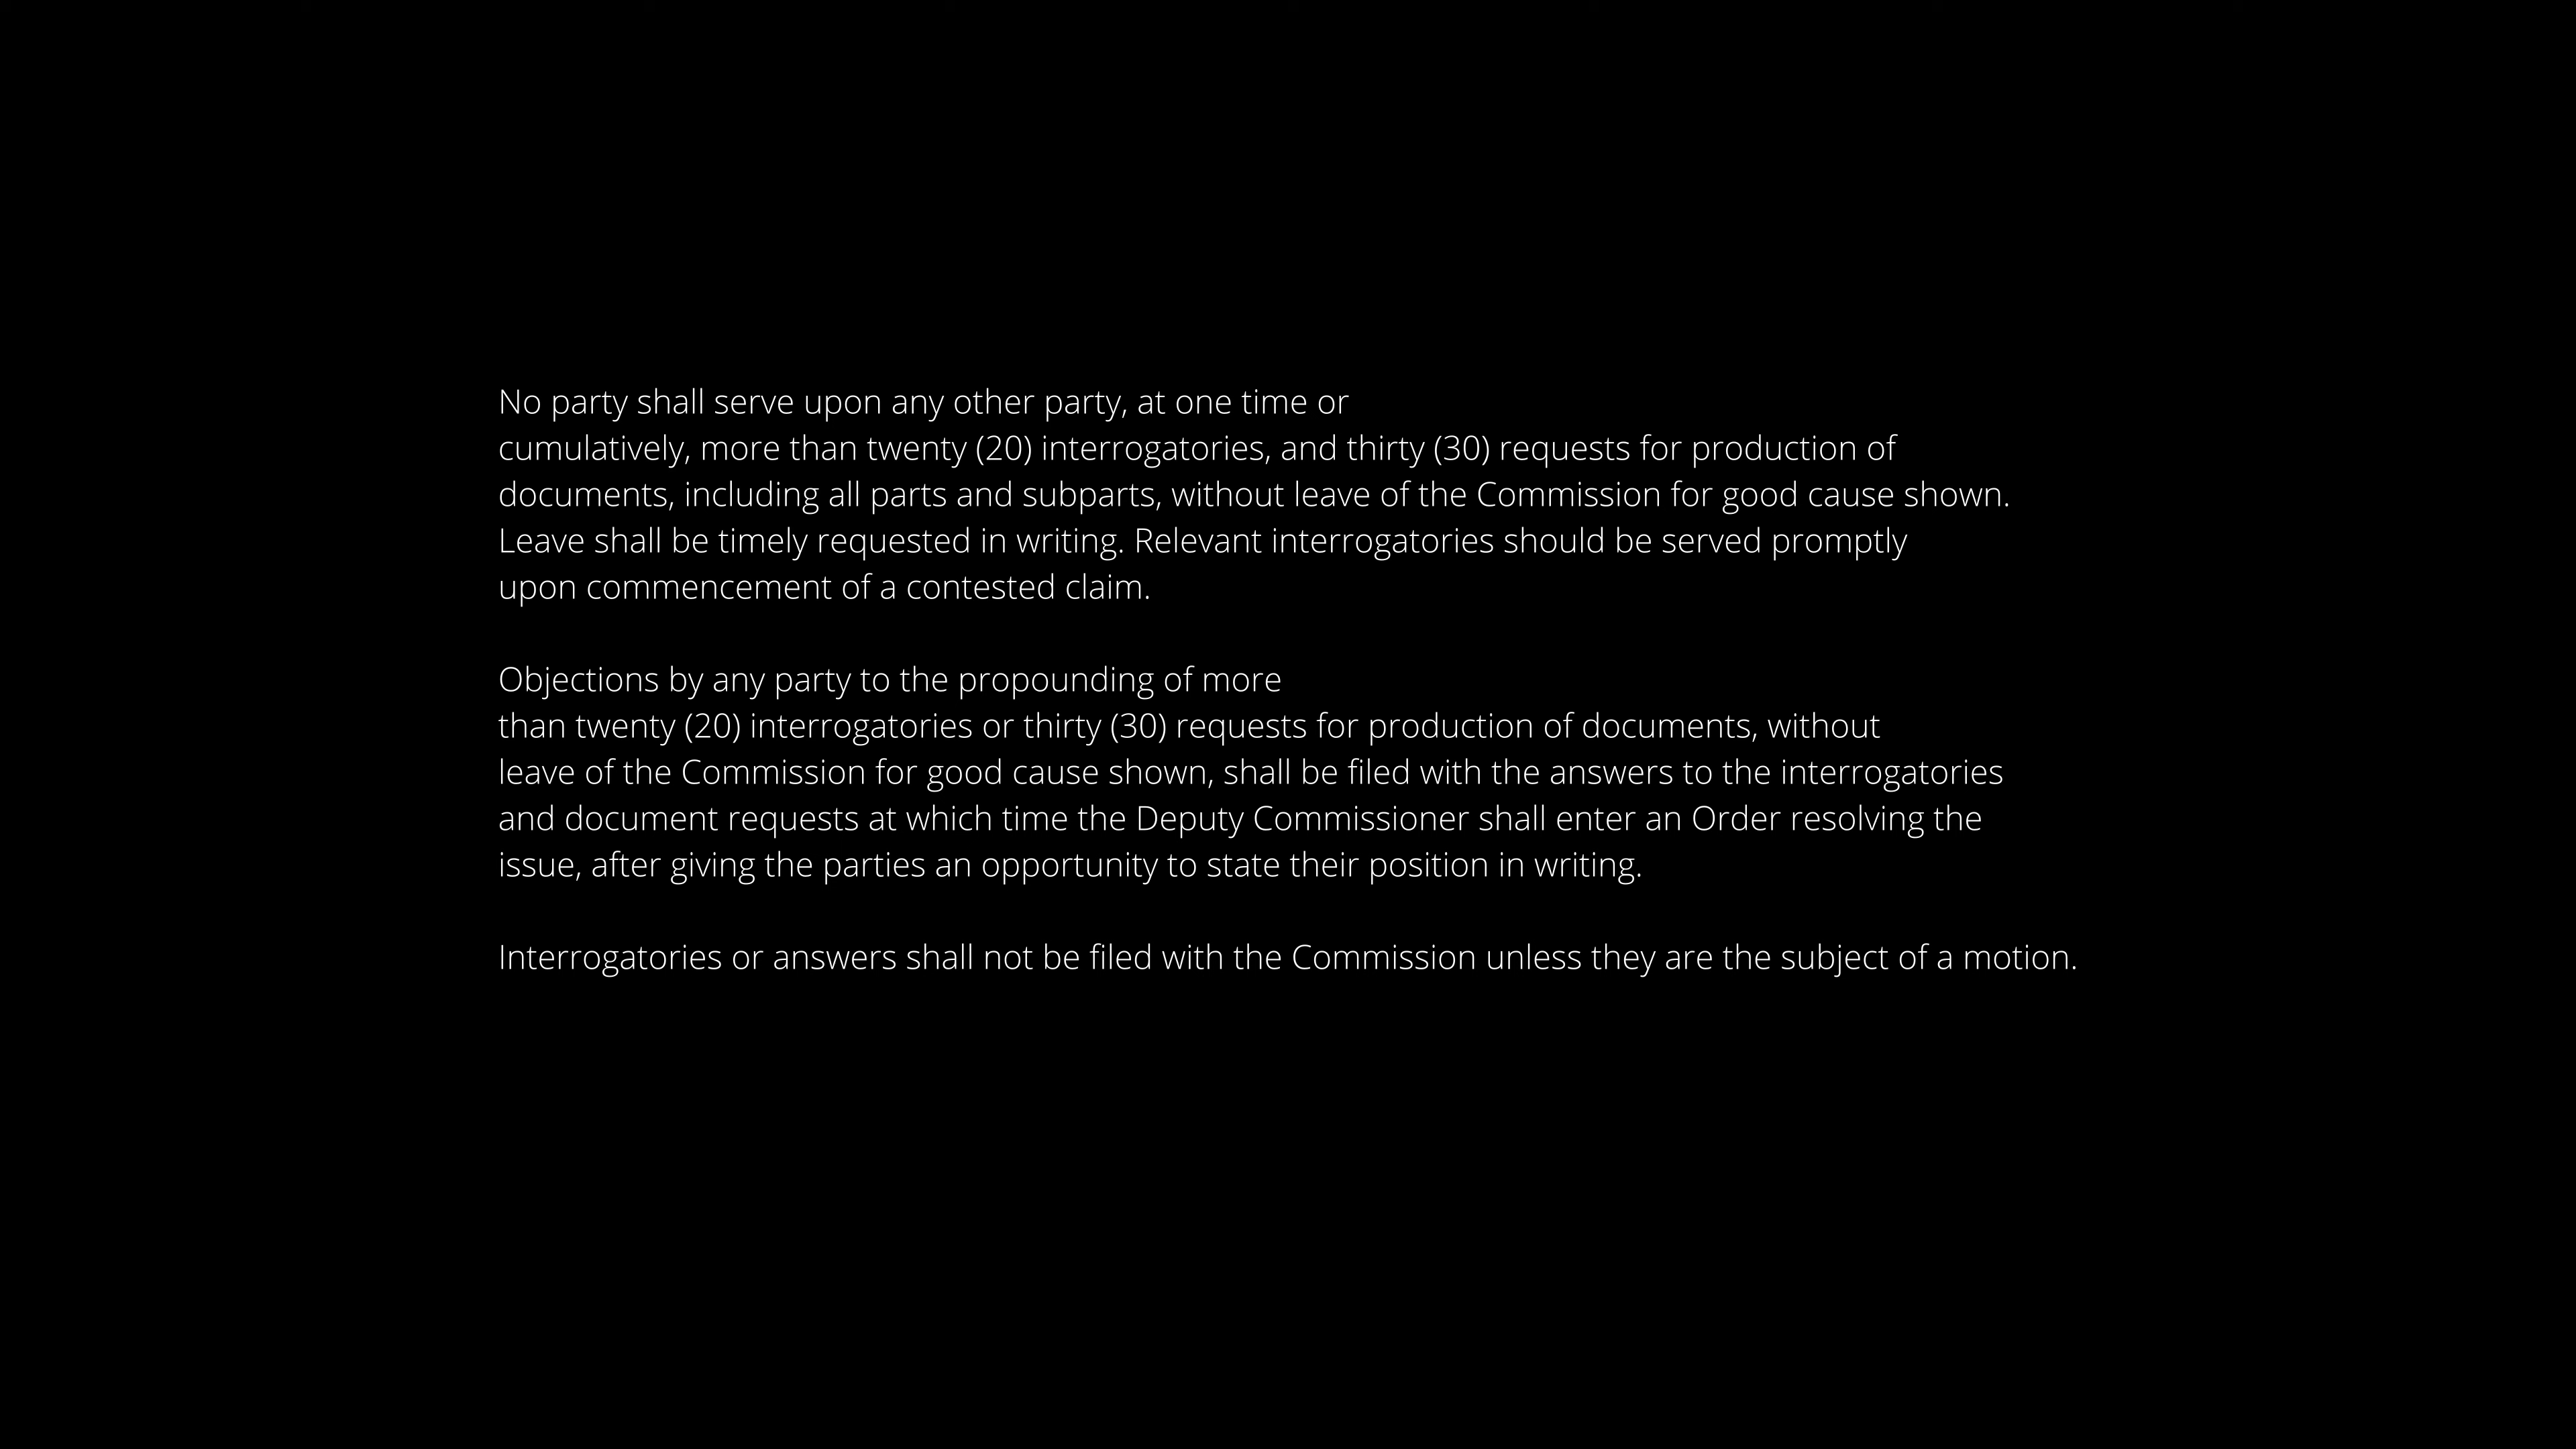 No party shall serve upon any other party, at one time or
cumulatively, more than twenty (20) interrogatories, and thirty (30) requests for production of
documents, including all parts and subparts, without leave of the Commission for good cause shown.
Leave shall be timely requested in writing. Relevant interrogatories should be served promptly
upon commencement of a contested claim.
Objections by any party to the propounding of more
than twenty (20) interrogatories or thirty (30) requests for production of documents, without
leave of the Commission for good cause shown, shall be filed with the answers to the interrogatories
and document requests at which time the Deputy Commissioner shall enter an Order resolving the
issue, after giving the parties an opportunity to state their position in writing.
Interrogatories or answers shall not be filed with the Commission unless they are the subject of a motion.